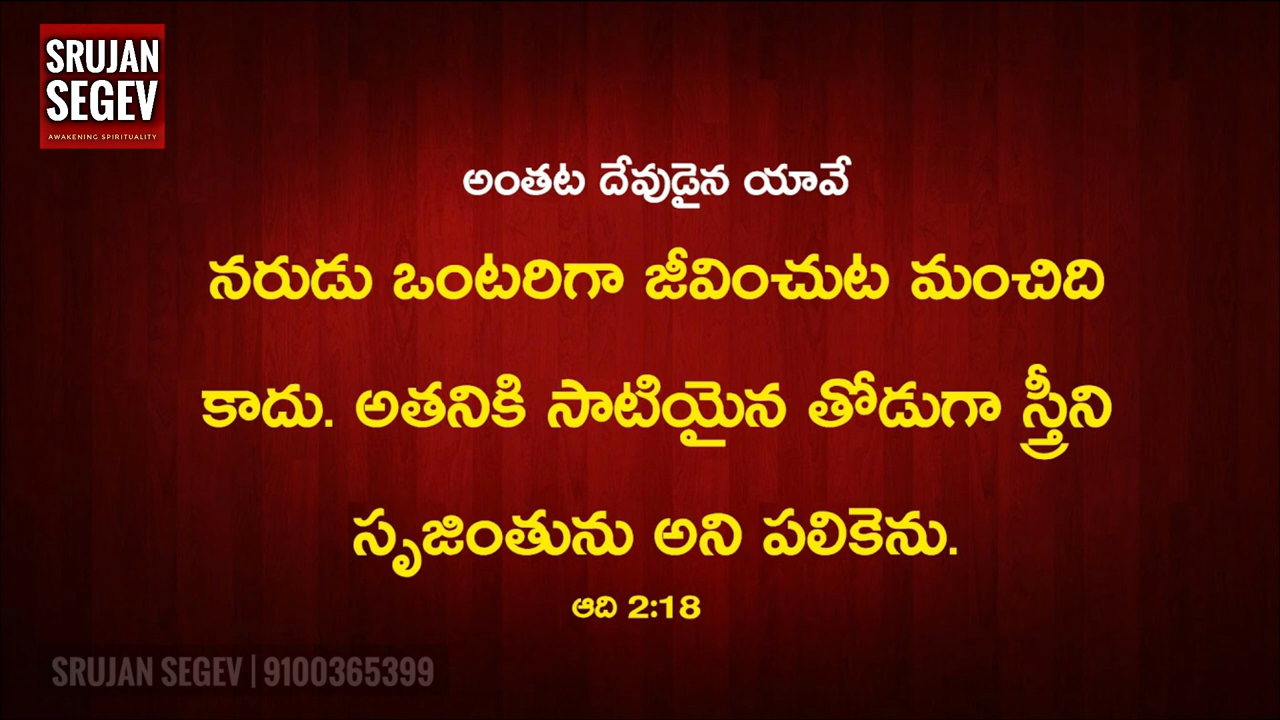 SRUJAN
SEGEV
AWAKENING SPIRITUALITY
అంతట దేవుడైన యావే
నరుడు ఒంటరిగా జీవించుట మంచిది
కాదు. అతనికి సాటియైన తోడుగా స్త్రీని
సృజింతును అని పలికెను.
ఆది 2:18
SRUJAN SEGEV | 9100365399